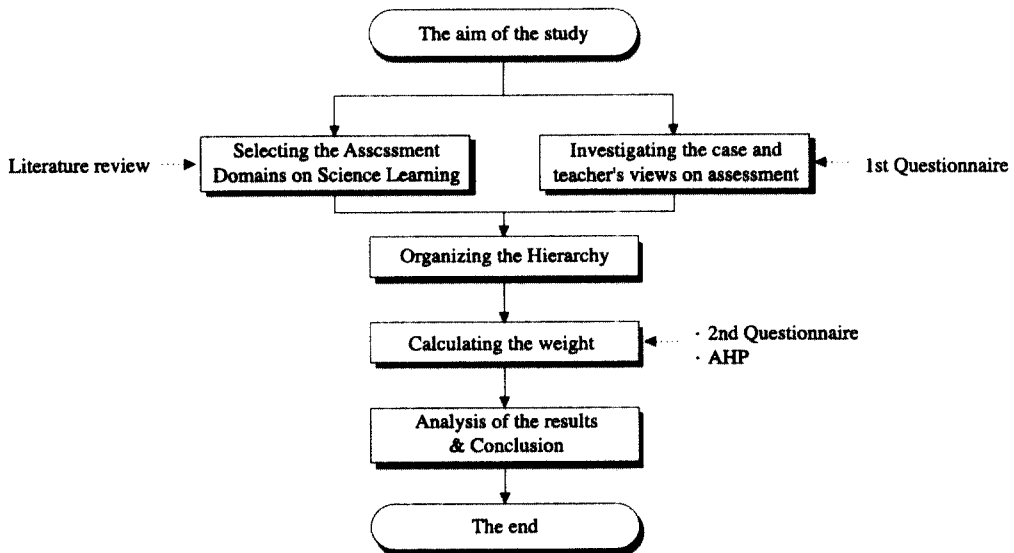 The aim of the study
Literature review
Selecting the Assessment
Domains on Science Learning
Investigating the case and
teacher's views on assessment
1st Questionnaire
Organizing the Hierarchy
Calculating the weight
· 2nd Questionnaire
· AHP
Analysis of the results
& Conclusion
The end